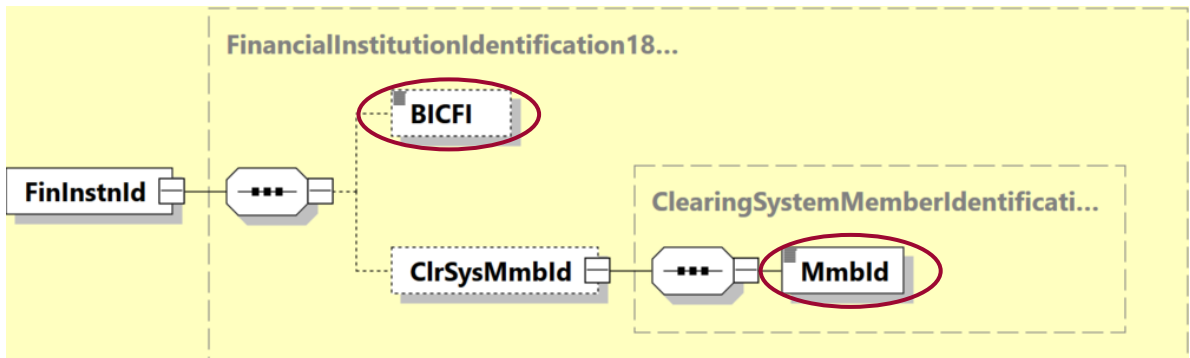 FinancialInstitutionIdentification18...
BICFI
FinInstnId
ClearingSystemMemberIdentificati...
ClrSysMmbId
MmbId